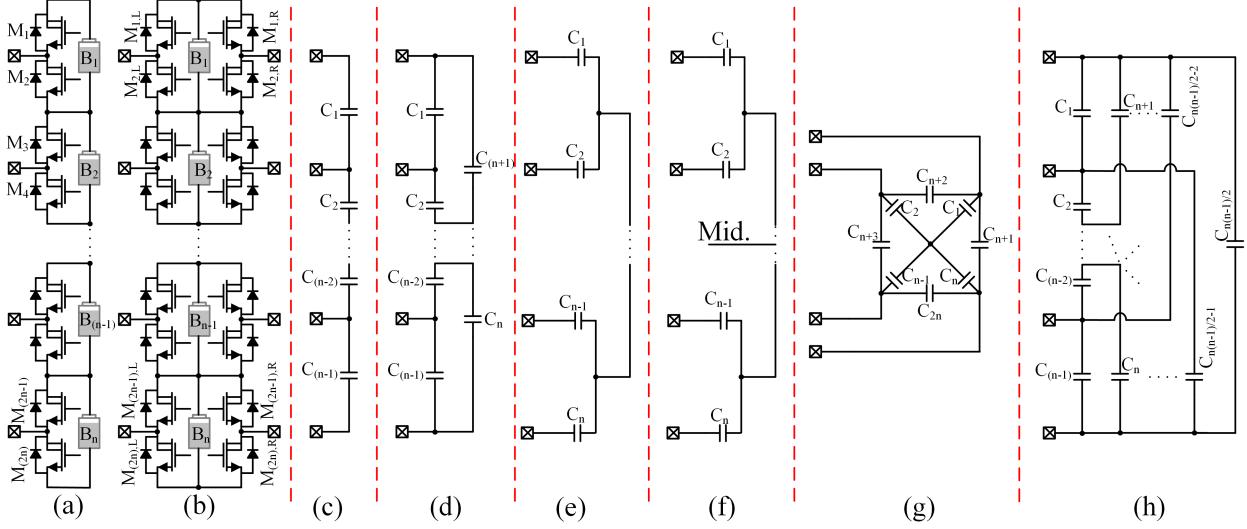 M1
M2
B1
M3
M4
B2
B(n-1)
M(2n-1)
M(2n)
Bn
(a)
M1,L
M2,L
B1
M1,R
M2,R
B2
Bn-1
M(2n-1),L
M(2n),L
Bn
M(2n-1),R
M(2n),R
(b)
C1
C2
C(n-2)
C(n-1)
(c)
C1
C(n+1)
C2
C(n-2)
Cn
C(n-1)
(d)
C1
C2
Cn-1
Cn
(e)
C1
C2
Mid.
Cn-1
Cn
(f)
Cn+2
C2
C1
Cn+3
Cn+1
Cn-1
Cn
C2n
(g)
C1
Cn+1
Cn(n-1)/2-2
C2
Cn(n-1)/2
C(n-2)
Cn(n-1)/2-1
C(n-1)
Cn
(h)